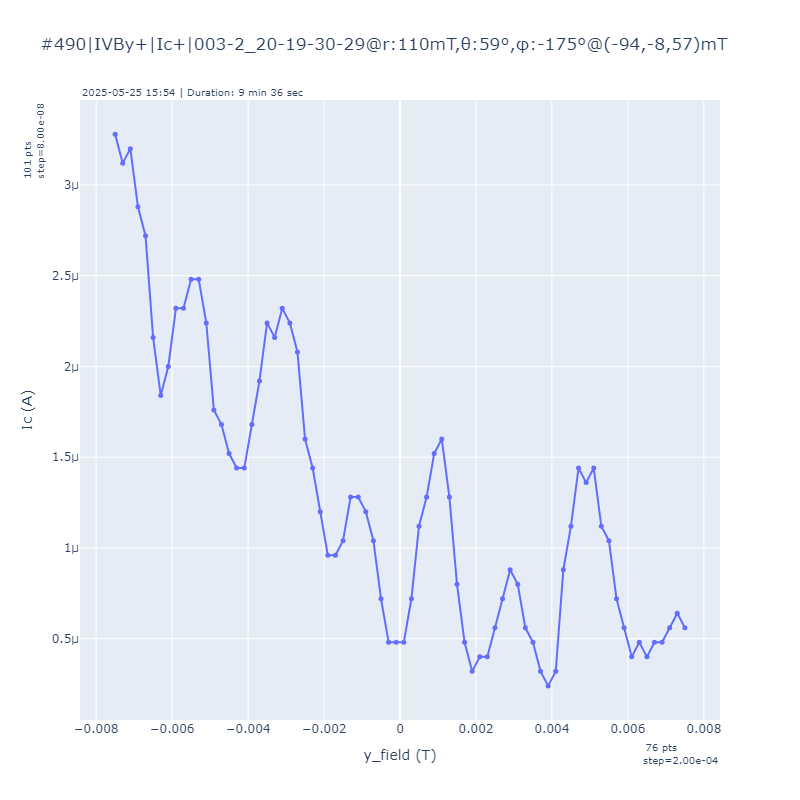 #490|IVBy+|Ic+|003-2_20-19-30-29@r:110mT,θ:59°,φ:-175°@(-94,-8,57)mT
2025-05-25 15:54 | Duration: 9 min 36 sec
101 pts
step=8.00e-08
3μ
2.5μ
2μ
1.5μ
1μ
0.5μ
Ic (A)
−0.008
−0.006
−0.004
−0.002
0
0.002
0.004
0.006
0.008
y_field (T)
76 pts
step=2.00e-04